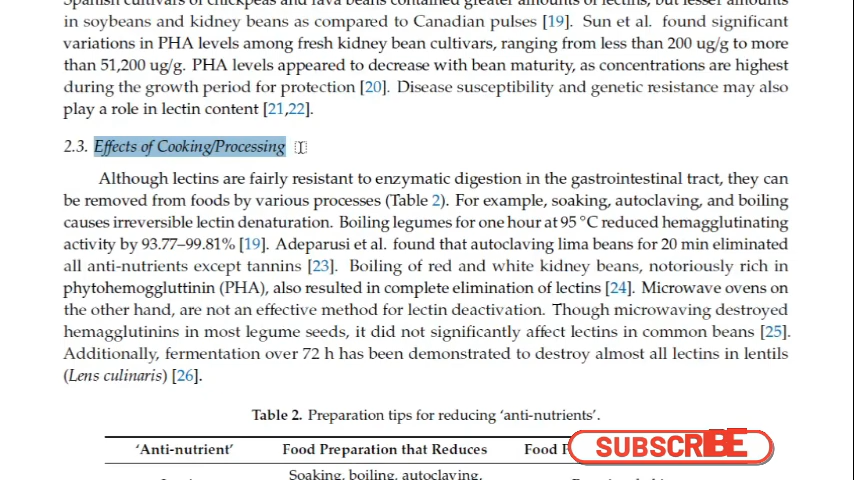 Spanish cultivars of chickpeas and fava beans contained greater amounts of lectins, but lesser amounts
in soybeans and kidney beans as compared to Canadian pulses [19]. Sun et al. found significant
variations in PHA levels among fresh kidney bean cultivars, ranging from less than 200 ug/g to more
than 51,200 ug/g. PHA levels appeared to decrease with bean maturity, as concentrations are highest
during the growth period for protection [20]. Disease susceptibility and genetic resistance may also
play a role in lectin content [21,22].
2.3. Effects of Cooking/Processing
Although lectins are fairly resistant to enzymatic digestion in the gastrointestinal tract, they can
be removed from foods by various processes (Table 2). For example, soaking, autoclaving, and boiling
causes irreversible lectin denaturation. Boiling legumes for one hour at 95 °C reduced hemagglutinating
activity by 93.77–99.81% [19]. Adeparusi et al. found that autoclaving lima beans for 20 min eliminated
all anti-nutrients except tannins [23]. Boiling of red and white kidney beans, notoriously rich in
phytohemoggluttinin (PHA), also resulted in complete elimination of lectins [24]. Microwave ovens on
the other hand, are not an effective method for lectin deactivation. Though microwaving destroyed
hemagglutinins in most legume seeds, it did not significantly affect lectins in common beans [25].
Additionally, fermentation over 72 h has been demonstrated to destroy almost all lectins in lentils
(Lens culinaris) [26].
Table 2. Preparation tips for reducing 'anti-nutrients'.
'Anti-nutrient' Food Preparation that Reduces Food
SUBSCRIBE
Soaking, boiling, autoclaving,